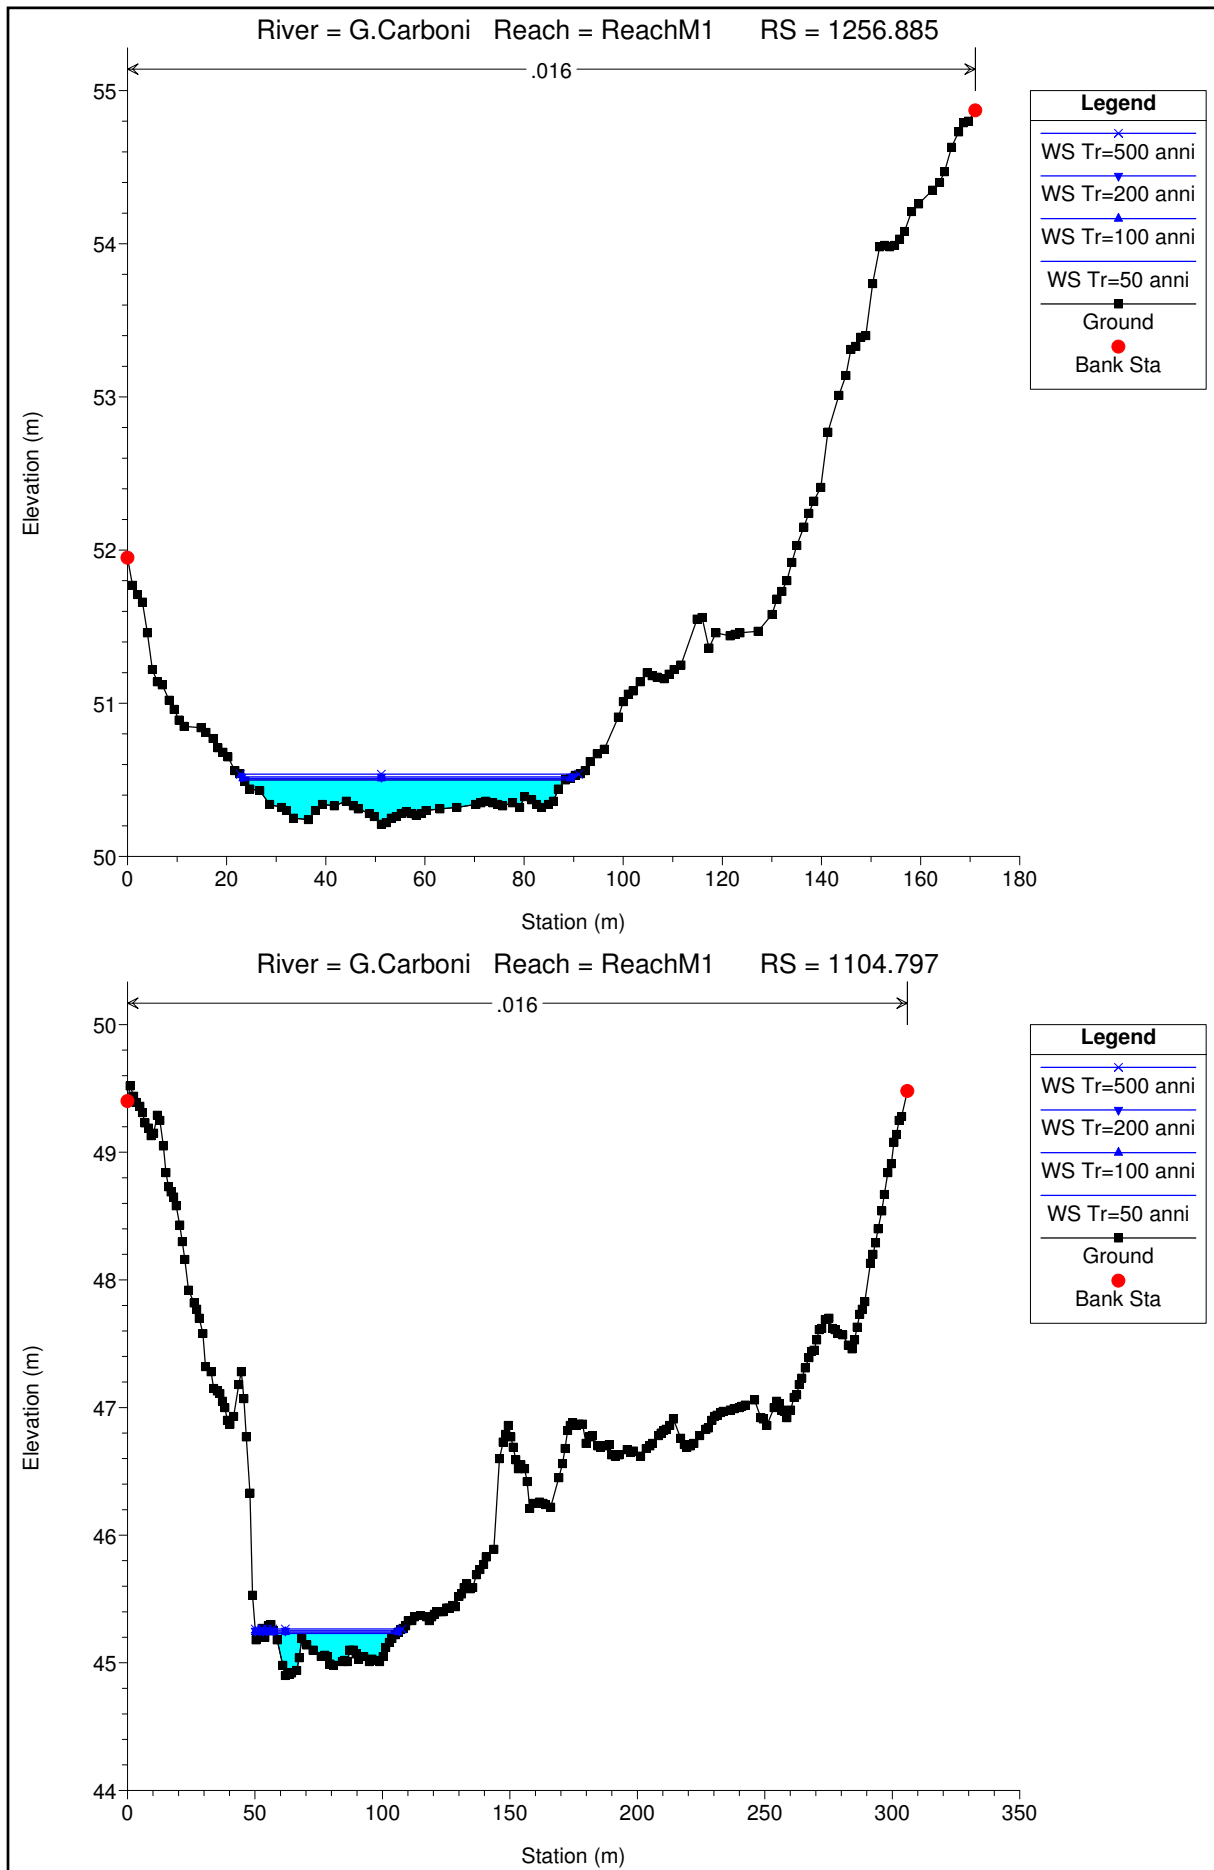 River = G.Carboni   Reach = ReachM1      RS = 1256.885
.016
55
54
53
52
51
50
Elevation (m)
0 20 40 60 80 100 120 140 160 180
Station (m)
Legend
WS Tr=500 anni
WS Tr=200 anni
WS Tr=100 anni
WS Tr=50 anni
Ground
Bank Sta
River = G.Carboni   Reach = ReachM1      RS = 1104.797
.016
50
49
48
47
46
45
44
Elevation (m)
0 50 100 150 200 250 300 350
Station (m)
Legend
WS Tr=500 anni
WS Tr=200 anni
WS Tr=100 anni
WS Tr=50 anni
Ground
Bank Sta